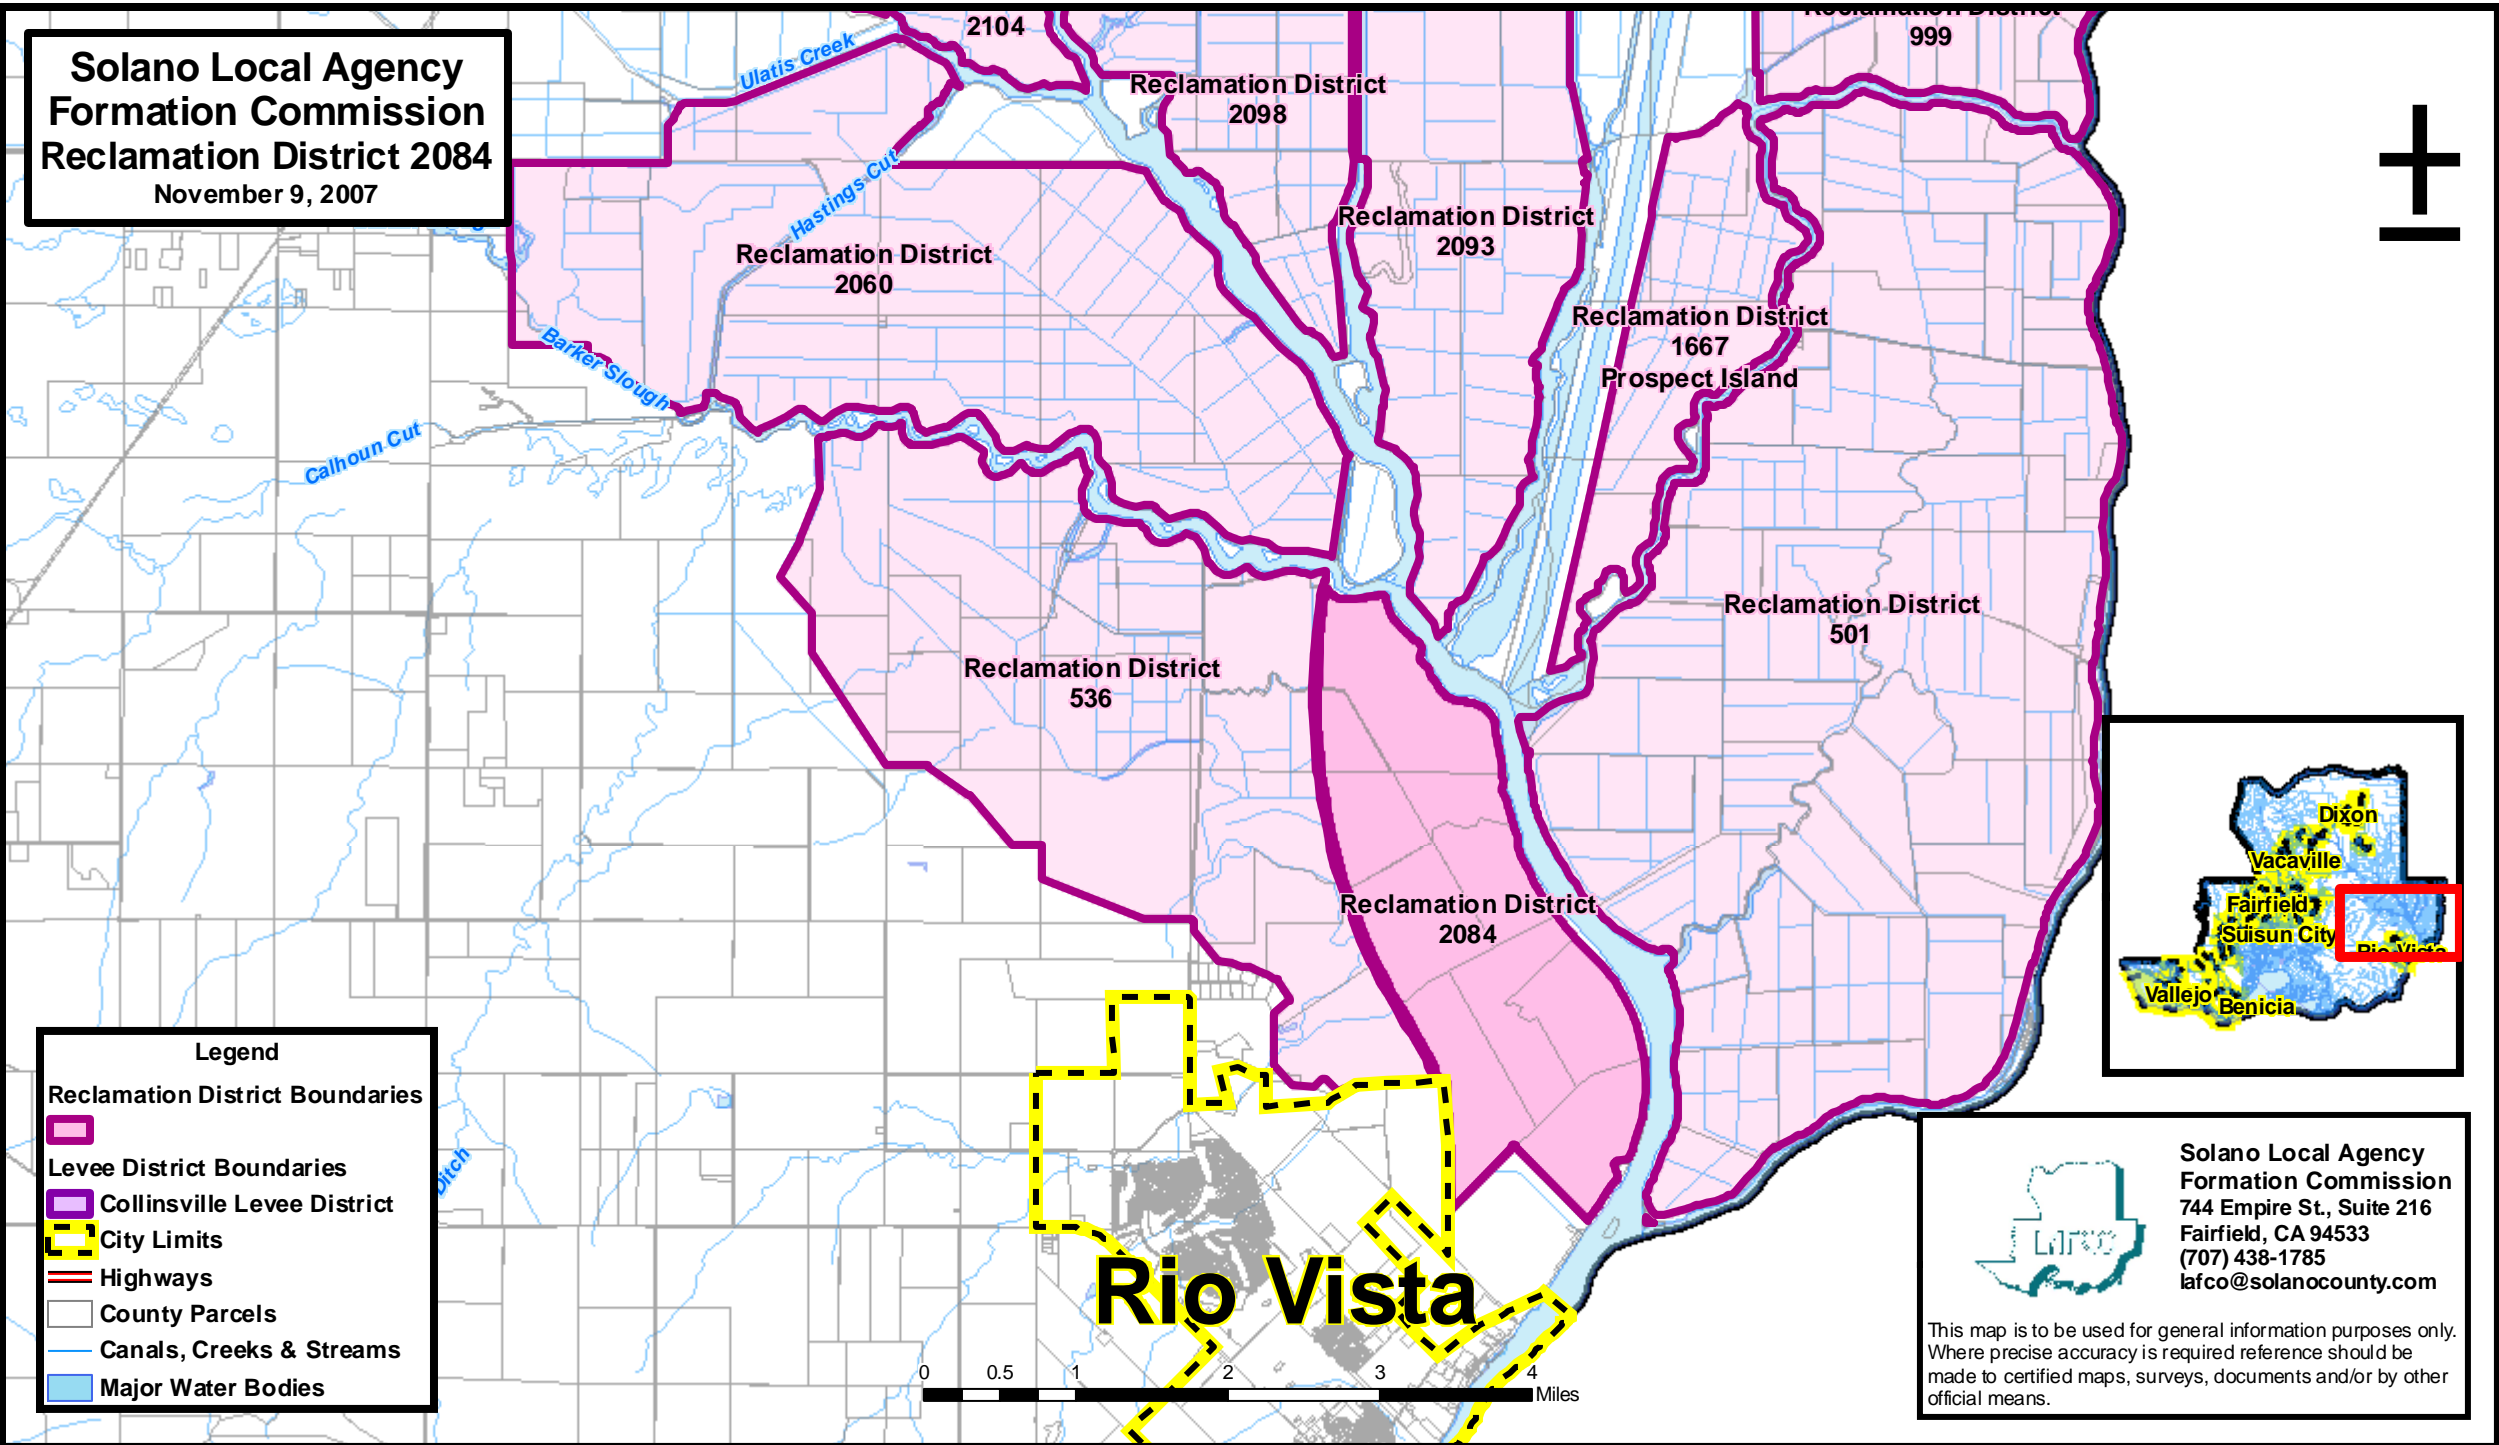 Solano Local Agency
Formation Commission
Reclamation District 2084
November 9, 2007
2104
Reclamation District
999
Ulatis Creek
Reclamation District
2098
Hastings Cut
Reclamation District
2093
Reclamation District
2060
Reclamation District
1667
Prospect Island
Barker Slough
Calhoun Cut
Reclamation District
501
Reclamation District
536
Reclamation District
2084
Dixon
Vacaville
Fairfield
Suisun City
Rio Vista
Vallejo
Benicia
Legend
Reclamation District Boundaries
Levee District Boundaries
Collinsville Levee District
City Limits
Highways
County Parcels
Canals, Creeks & Streams
Major Water Bodies
Ditch
Rio Vista
0 0.5 1 2 3 4
Miles
LAFCO
Solano Local Agency
Formation Commission
744 Empire St., Suite 216
Fairfield, CA 94533
(707) 438-1785
lafco@solanocounty.com
This map is to be used for general information purposes only.
Where precise accuracy is required reference should be
made to certified maps, surveys, documents and/or by other
official means.